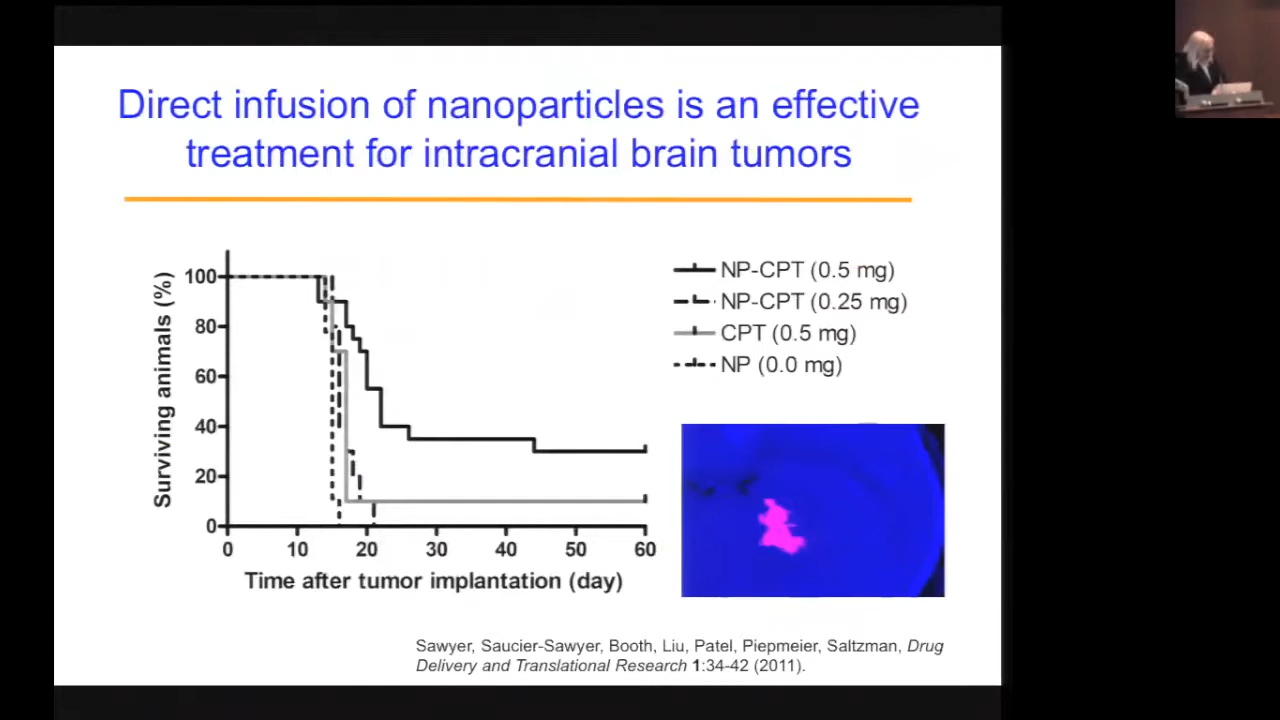 Direct infusion of nanoparticles is an effective
treatment for intracranial brain tumors
Surviving animals (%)
100
80
60
40
20
0
0 10 20 30 40 50 60
Time after tumor implantation (day)
NP-CPT (0.5 mg)
NP-CPT (0.25 mg)
CPT (0.5 mg)
NP (0.0 mg)
Sawyer, Saucier-Sawyer, Booth, Liu, Patel, Piepmeier, Saltzman, Drug
Delivery and Translational Research 1:34-42 (2011).